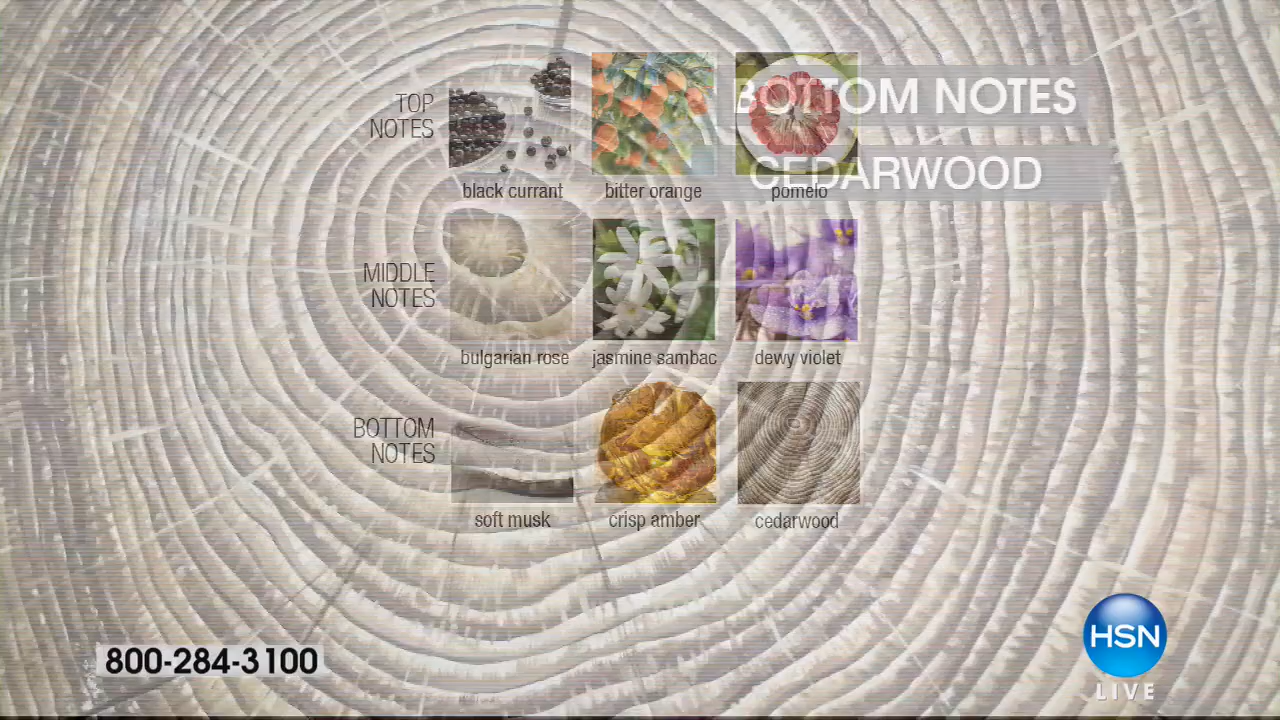 BOTTOM NOTES
CEDARWOOD
TOP
NOTES
black currant
bitter orange
pomelo
MIDDLE
NOTES
bulgarian rose
jasmine sambac
dewy violet
BOTTOM
NOTES
soft musk
crisp amber
cedarwood
800-284-3100
HSN
LIVE